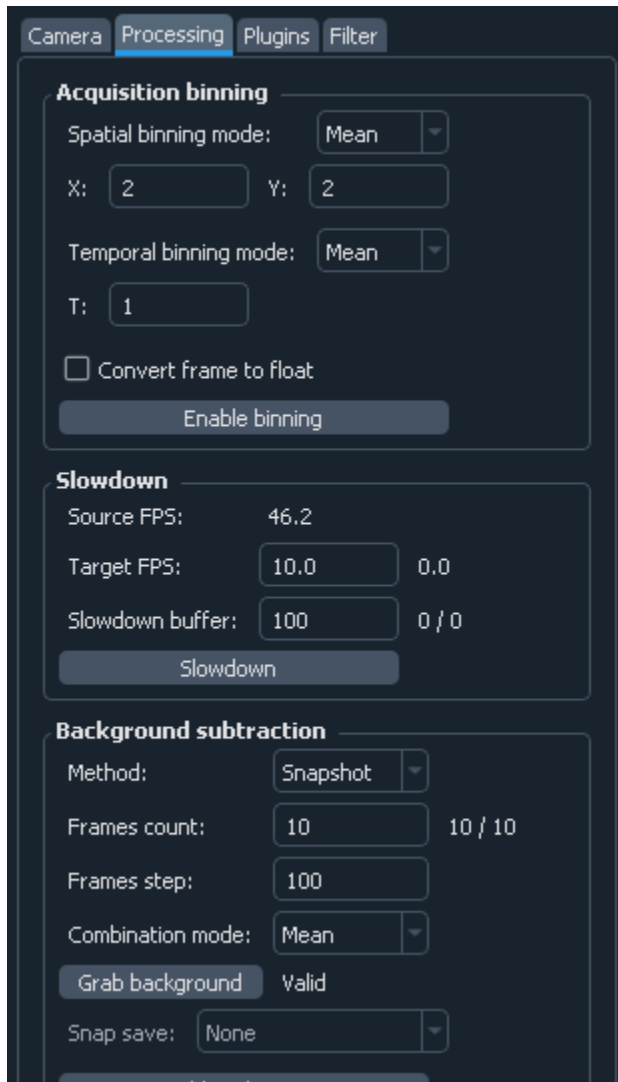 Camera Processing Plugins Filter
Acquisition binning
Spatial binning mode: Mean
X: 2 Y: 2
Temporal binning mode: Mean
T: 1
Convert frame to float
Enable binning
Slowdown
Source FPS: 46.2
Target FPS: 10.0 0.0
Slowdown buffer: 100 0 / 0
Slowdown
Background subtraction
Method: Snapshot
Frames count: 10 10 / 10
Frames step: 100
Combination mode: Mean
Grab background Valid
Snap save: None